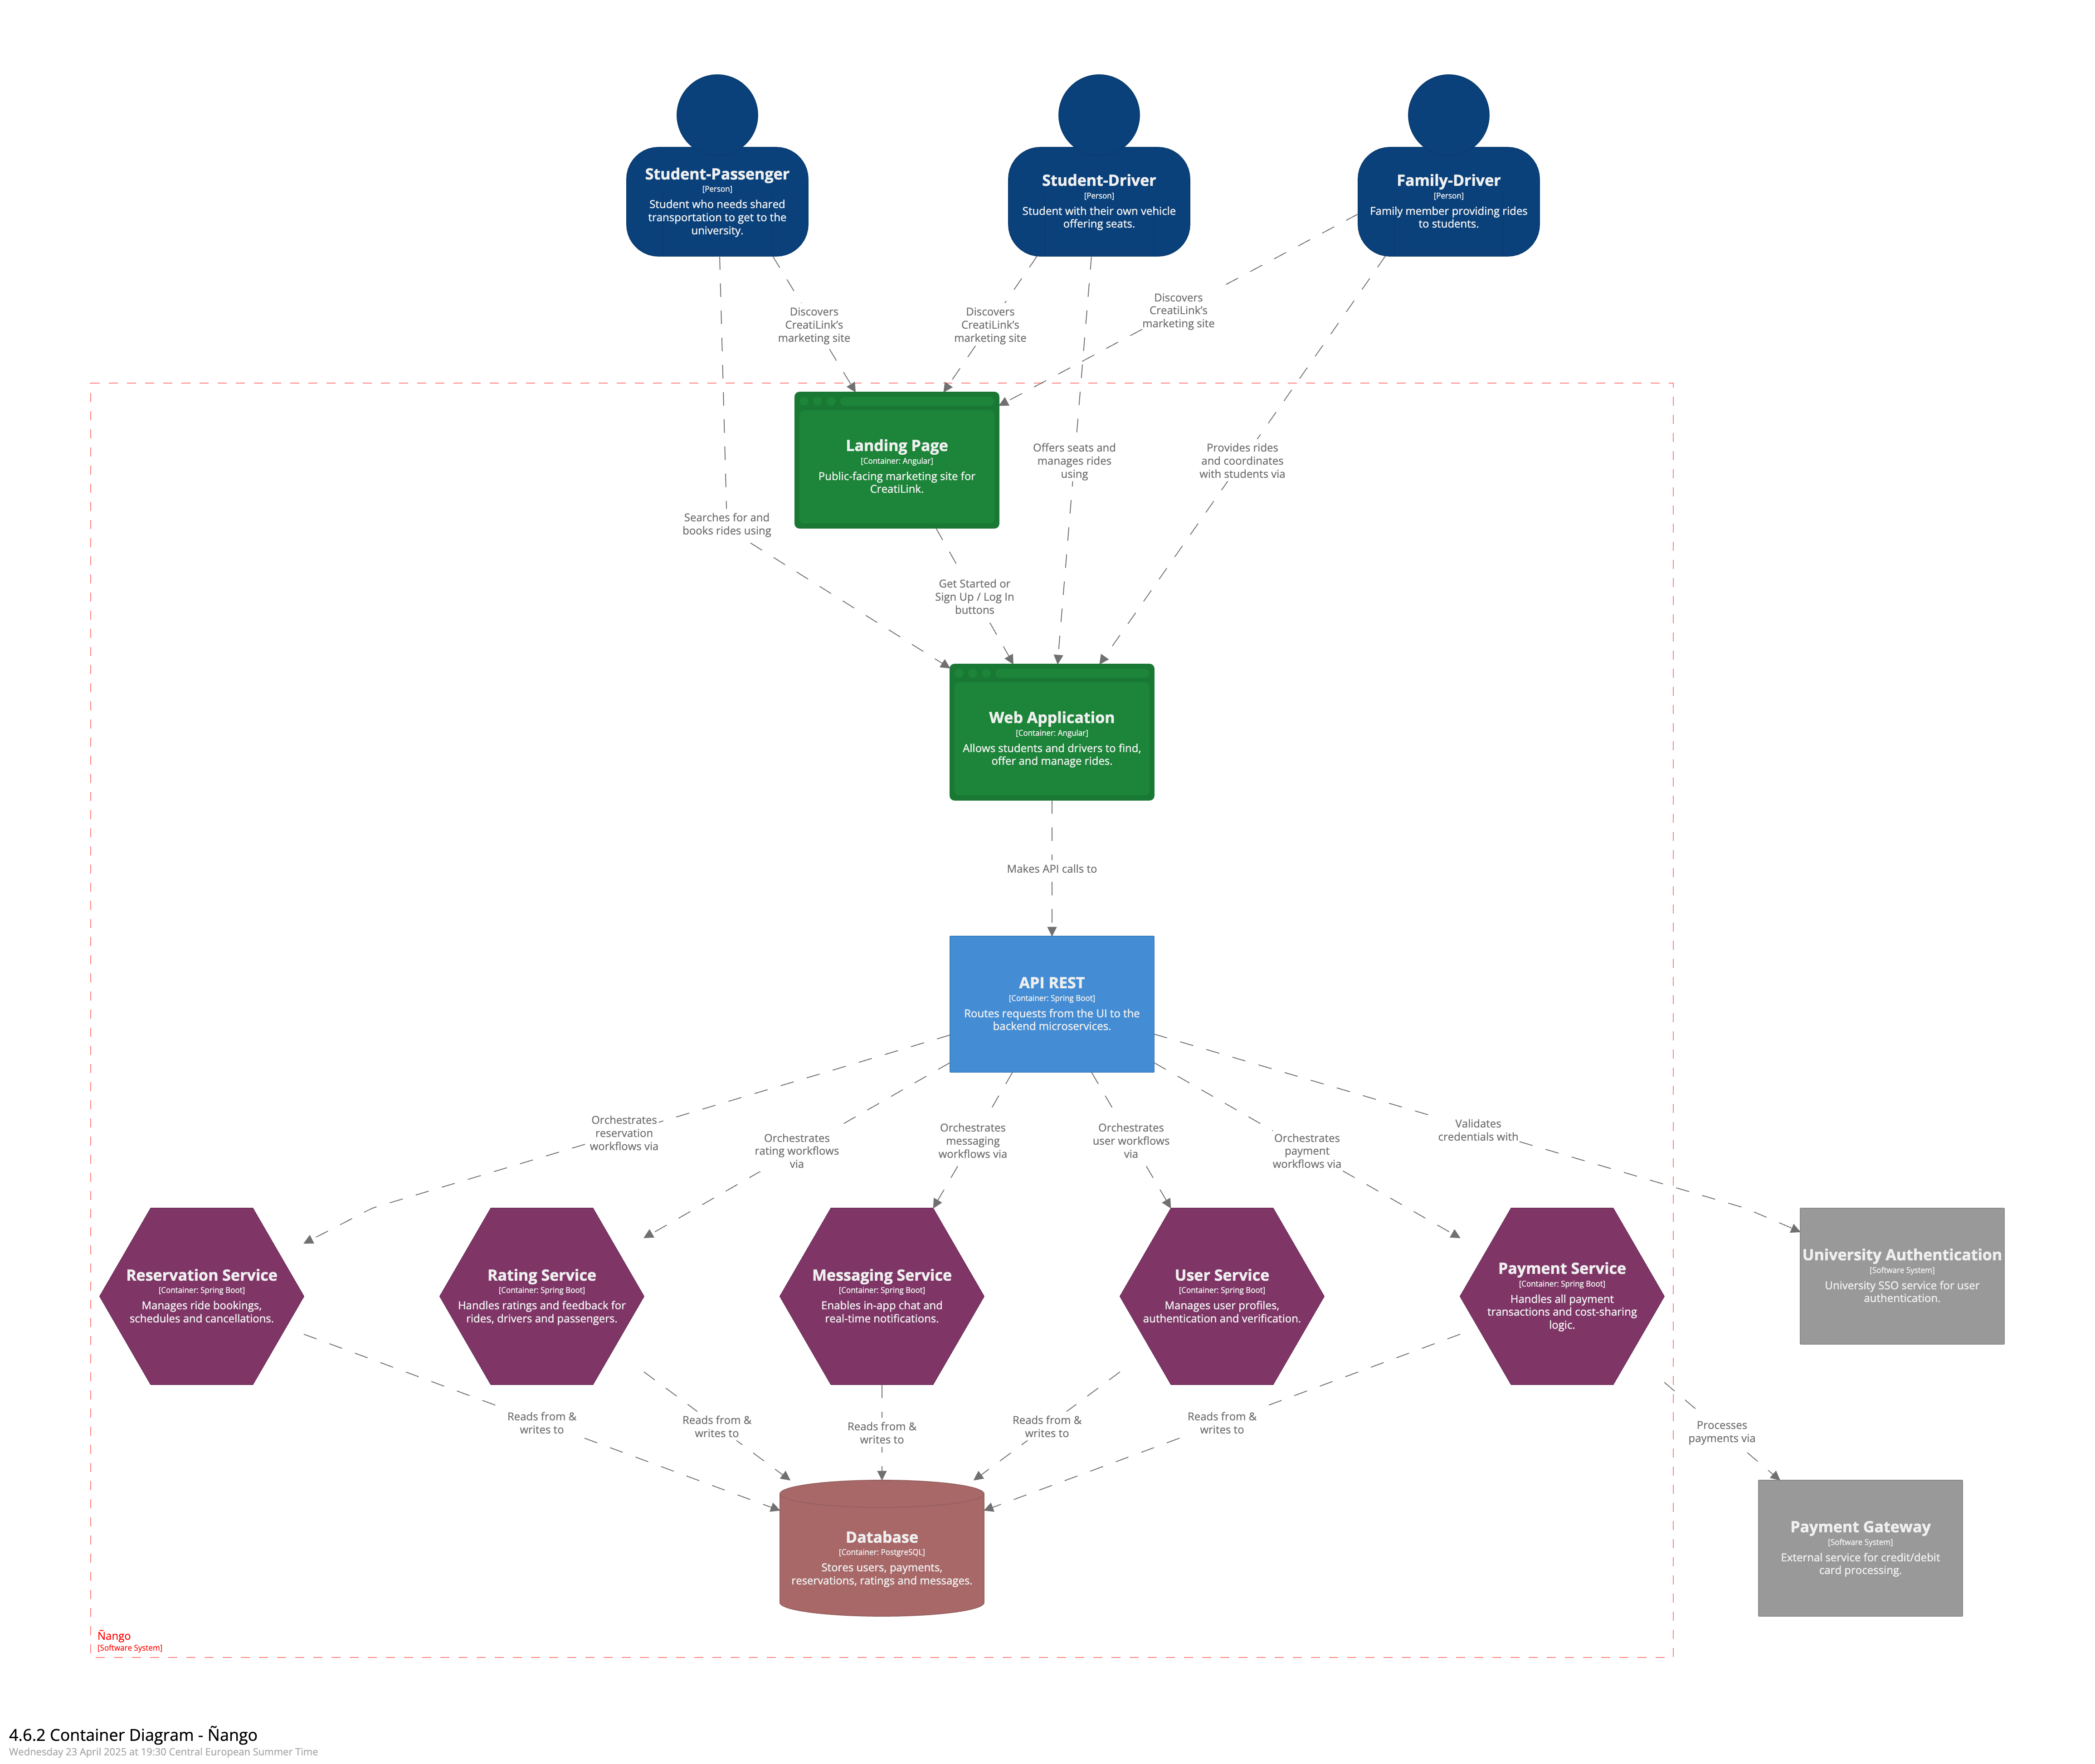 Student-Passenger
[Person]
Student who needs shared
transportation to get to the
university.
Student-Driver
[Person]
Student with their own vehicle
offering seats.
Family-Driver
[Person]
Family member providing rides
to students.
Discovers
CreatiLink's
marketing site
Discovers
CreatiLink's
marketing site
Discovers
CreatiLink's
marketing site
Landing Page
[Container: Angular]
Public-facing marketing site for
CreatiLink.
Offers seats and
manages rides
using
Provides rides
and coordinates
with students via
Searches for and
books rides using
Get Started or
Sign Up / Log In
buttons
Web Application
[Container: Angular]
Allows students and drivers to find,
offer and manage rides.
Makes API calls to
API REST
[Container: Spring Boot]
Routes requests from the UI to the
backend microservices.
Orchestrates
reservation
workflows via
Orchestrates
rating workflows
via
Orchestrates
messaging
workflows via
Orchestrates
user workflows
via
Orchestrates
payment
workflows via
Validates
credentials with
Reservation Service
[Container: Spring Boot]
Manages ride bookings,
schedules and cancellations.
Rating Service
[Container: Spring Boot]
Handles ratings and feedback for
rides, drivers and passengers.
Messaging Service
[Container: Spring Boot]
Enables in-app chat and
real-time notifications.
User Service
[Container: Spring Boot]
Manages user profiles,
authentication and verification.
Payment Service
[Container: Spring Boot]
Handles all payment
transactions and cost-sharing
logic.
University Authentication
[Software System]
University SSO service for user
authentication.
Reads from &
writes to
Reads from &
writes to
Reads from &
writes to
Reads from &
writes to
Reads from &
writes to
Processes
payments via
Database
[Container: PostgreSQL]
Stores users, payments,
reservations, ratings and messages.
Payment Gateway
[Software System]
External service for credit/debit
card processing.
Ñango
[Software System]
4.6.2 Container Diagram - Ñango
Wednesday 23 April 2025 at 19:30 Central European Summer Time